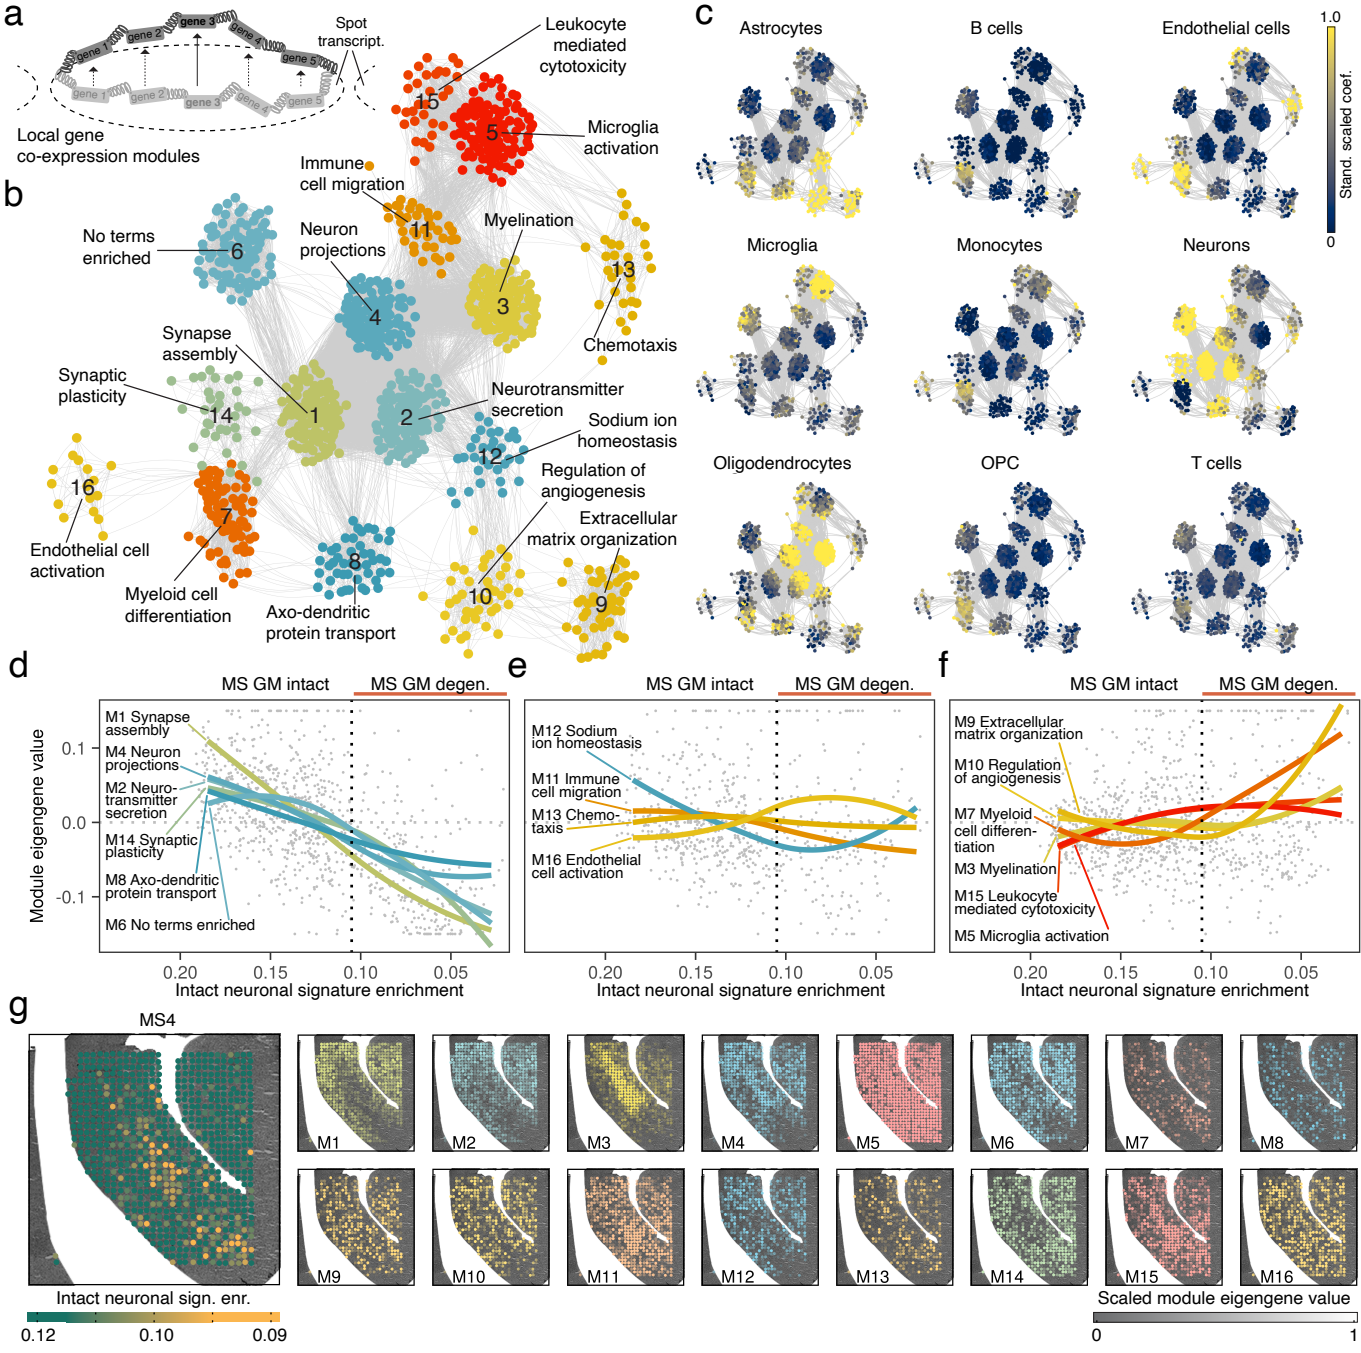 a
gene 1
gene 2
gene 3
gene 4
gene 5
gene 1
gene 2
gene 3
gene 4
gene 5
Spot
transcript.
Local gene
co-expression modules
b
Leukocyte
mediated
cytotoxicity
15
5
Microglia
activation
Immune
cell migration
11
Myelination
3
13
Chemotaxis
No terms
enriched
6
Neuron
projections
4
Synapse
assembly
1
Synaptic
plasticity
14
2
Neurotransmitter
secretion
Sodium ion
homeostasis
12
Regulation of
angiogenesis
10
Extracellular
matrix organization
9
16
Endothelial cell
activation
7
Myeloid cell
differentiation
8
Axo-dendritic
protein transport
c
Astrocytes
B cells
Endothelial cells
Microglia
Monocytes
Neurons
Oligodendrocytes
OPC
T cells
1.0
Stand. scaled coef.
0
d
MS GM intact
MS GM degen.
M1 Synapse
assembly
M4 Neuron
projections
M2 Neuro-
transmitter
secretion
M14 Synaptic
plasticity
M8 Axo-dendritic
protein transport
M6 No terms enriched
Module eigengene value
0.1
0.0
-0.1
0.20
0.15
0.10
0.05
Intact neuronal signature enrichment
e
MS GM intact
MS GM degen.
M12 Sodium
ion homeostasis
M11 Immune
cell migration
M13 Chemo-
taxis
M16 Endothelial
cell activation
0.20
0.15
0.10
0.05
Intact neuronal signature enrichment
f
MS GM intact
MS GM degen.
M9 Extracellular
matrix organization
M10 Regulation
of angiogenesis
M7 Myeloid
cell differen-
tiation
M3 Myelination
M15 Leukocyte
mediated cytotoxicity
M5 Microglia activation
0.20
0.15
0.10
0.05
Intact neuronal signature enrichment
g
MS4
Intact neuronal sign. enr.
0.12
0.10
0.09
M1
M2
M3
M4
M5
M6
M7
M8
M9
M10
M11
M12
M13
M14
M15
M16
Scaled module eigengene value
0
1